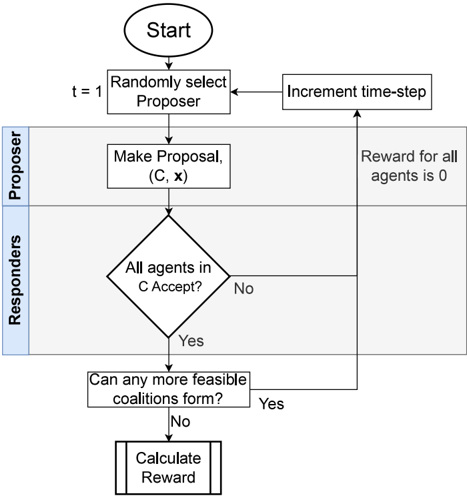 Start
t = 1
Randomly select
Proposer
Increment time-step
Proposer
Make Proposal,
(C, x)
Reward for all
agents is 0
Responders
All agents in
C Accept?
No
Yes
Can any more feasible
coalitions form?
Yes
No
Calculate
Reward